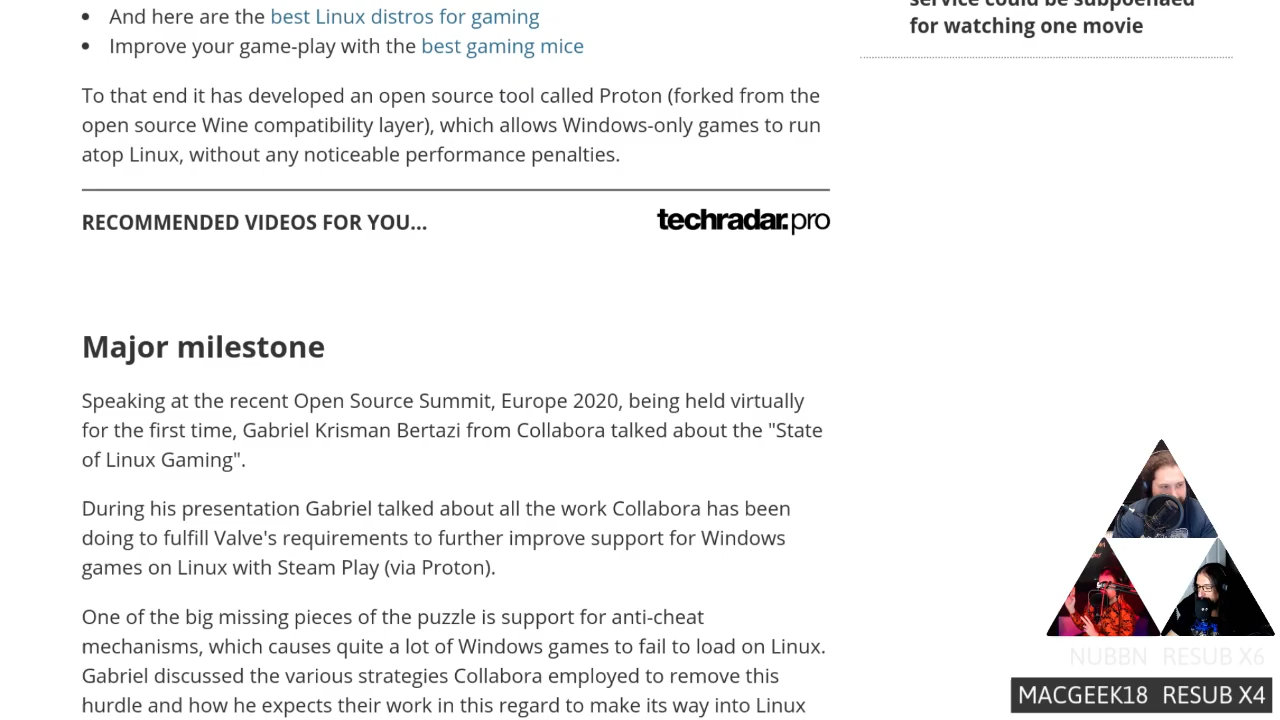 And here are the best Linux distros for gaming
Improve your game-play with the best gaming mice
To that end it has developed an open source tool called Proton (forked from the
open source Wine compatibility layer), which allows Windows-only games to run
atop Linux, without any noticeable performance penalties.
RECOMMENDED VIDEOS FOR YOU...
techradar.pro
Major milestone
Speaking at the recent Open Source Summit, Europe 2020, being held virtually
for the first time, Gabriel Krisman Bertazi from Collabora talked about the "State
of Linux Gaming".
During his presentation Gabriel talked about all the work Collabora has been
doing to fulfill Valve's requirements to further improve support for Windows
games on Linux with Steam Play (via Proton).
One of the big missing pieces of the puzzle is support for anti-cheat
mechanisms, which causes quite a lot of Windows games to fail to load on Linux.
Gabriel discussed the various strategies Collabora employed to remove this
hurdle and how he expects their work in this regard to make its way into Linux
service could be subpoenaed
for watching one movie
NUBBN RESUB X6
MACGEEK18 RESUB X4